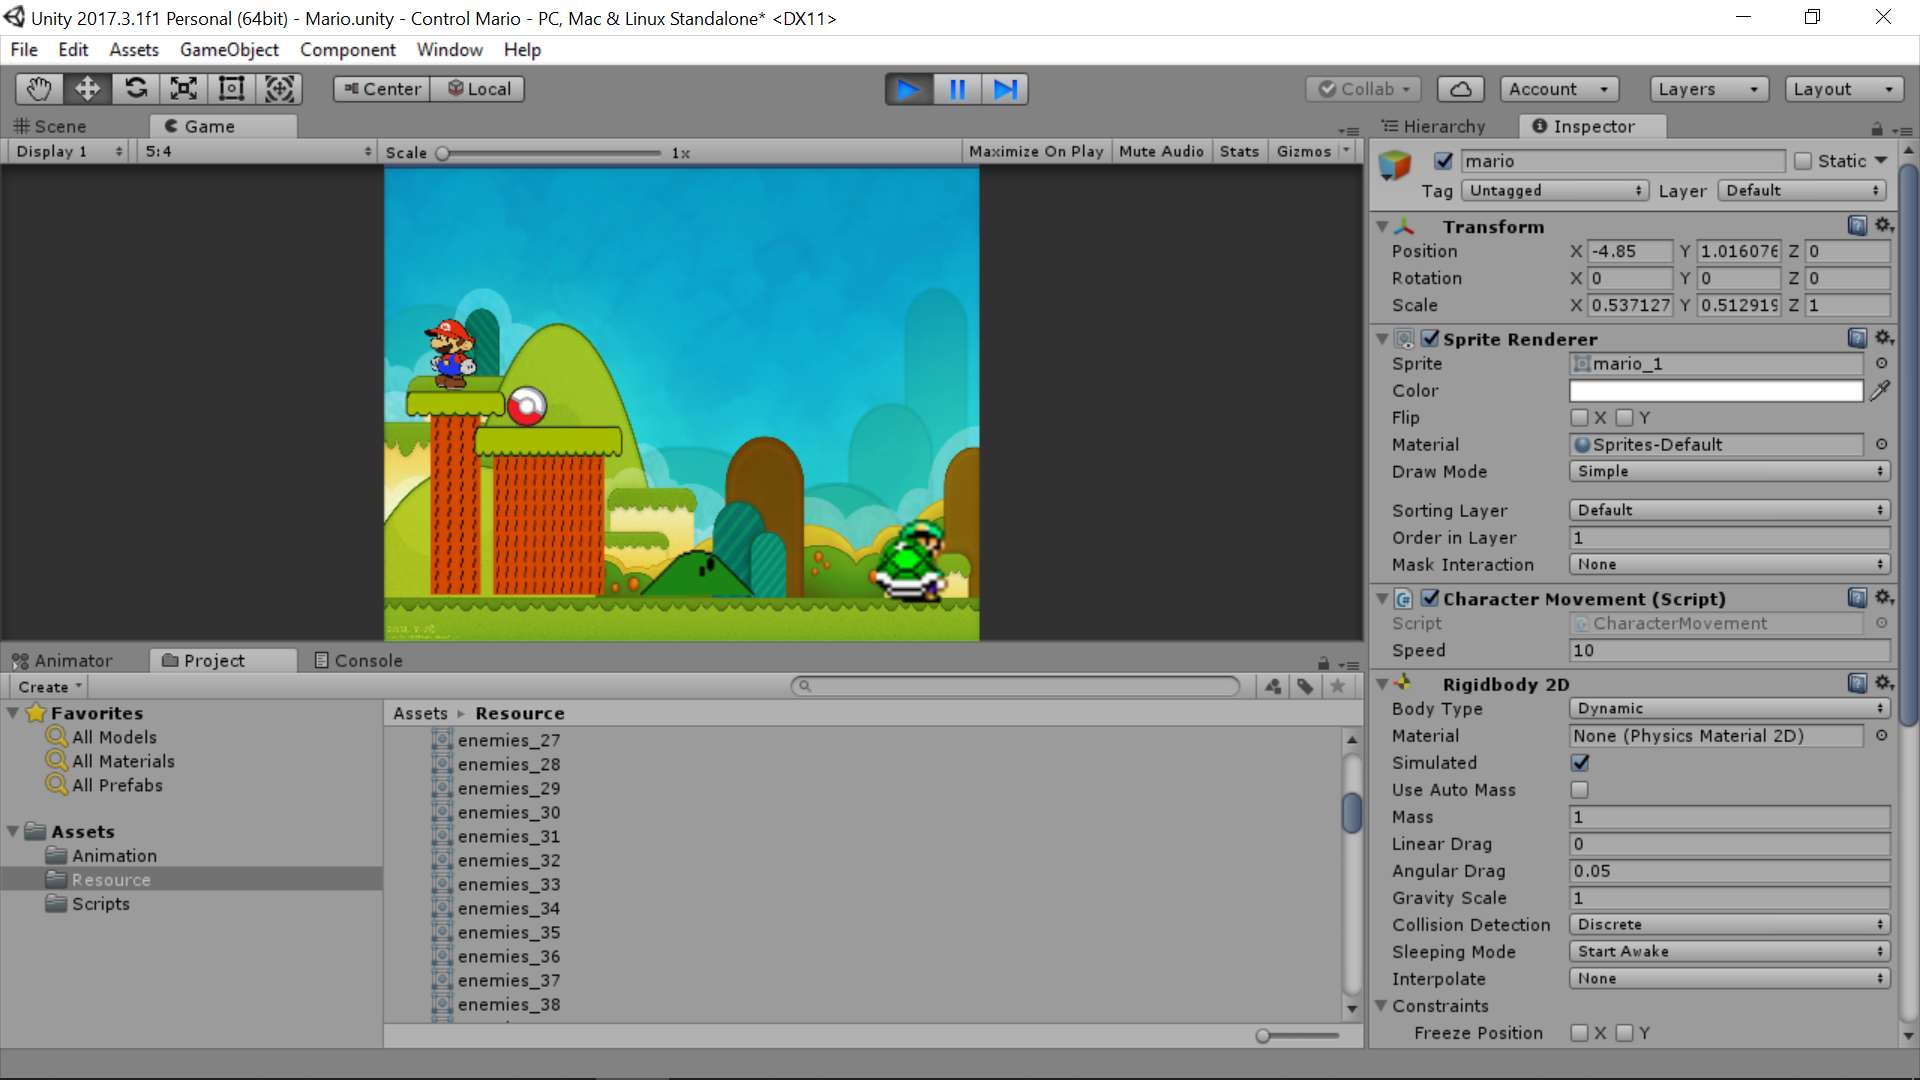 Unity 2017.3.1f1 Personal (64bit) - Mario.unity - Control Mario - PC, Mac & Linux Standalone* <DX11>
File Edit Assets GameObject Component Window Help
Center Local Collab Account Layers Layout
Scene Game
Display 1 5:4 Scale 1x Maximize On Play Mute Audio Stats Gizmos
Animator Project Console
Create
Favorites
All Models
All Materials
All Prefabs
Assets
Animation
Resource
Scripts
Assets Resource
enemies_27
enemies_28
enemies_29
enemies_30
enemies_31
enemies_32
enemies_33
enemies_34
enemies_35
enemies_36
enemies_37
enemies_38
Hierarchy Inspector
mario Static
Tag Untagged Layer Default
Transform
Position X -4.85 Y 1.016076 Z 0
Rotation X 0 Y 0 Z 0
Scale X 0.537127 Y 0.512919 Z 1
Sprite Renderer
Sprite mario_1
Color
Flip X Y
Material Sprites-Default
Draw Mode Simple
Sorting Layer Default
Order in Layer 1
Mask Interaction None
Character Movement (Script)
Script CharacterMovement
Speed 10
Rigidbody 2D
Body Type Dynamic
Material None (Physics Material 2D)
Simulated
Use Auto Mass
Mass 1
Linear Drag 0
Angular Drag 0.05
Gravity Scale 1
Collision Detection Discrete
Sleeping Mode Start Awake
Interpolate None
Constraints
Freeze Position X Y